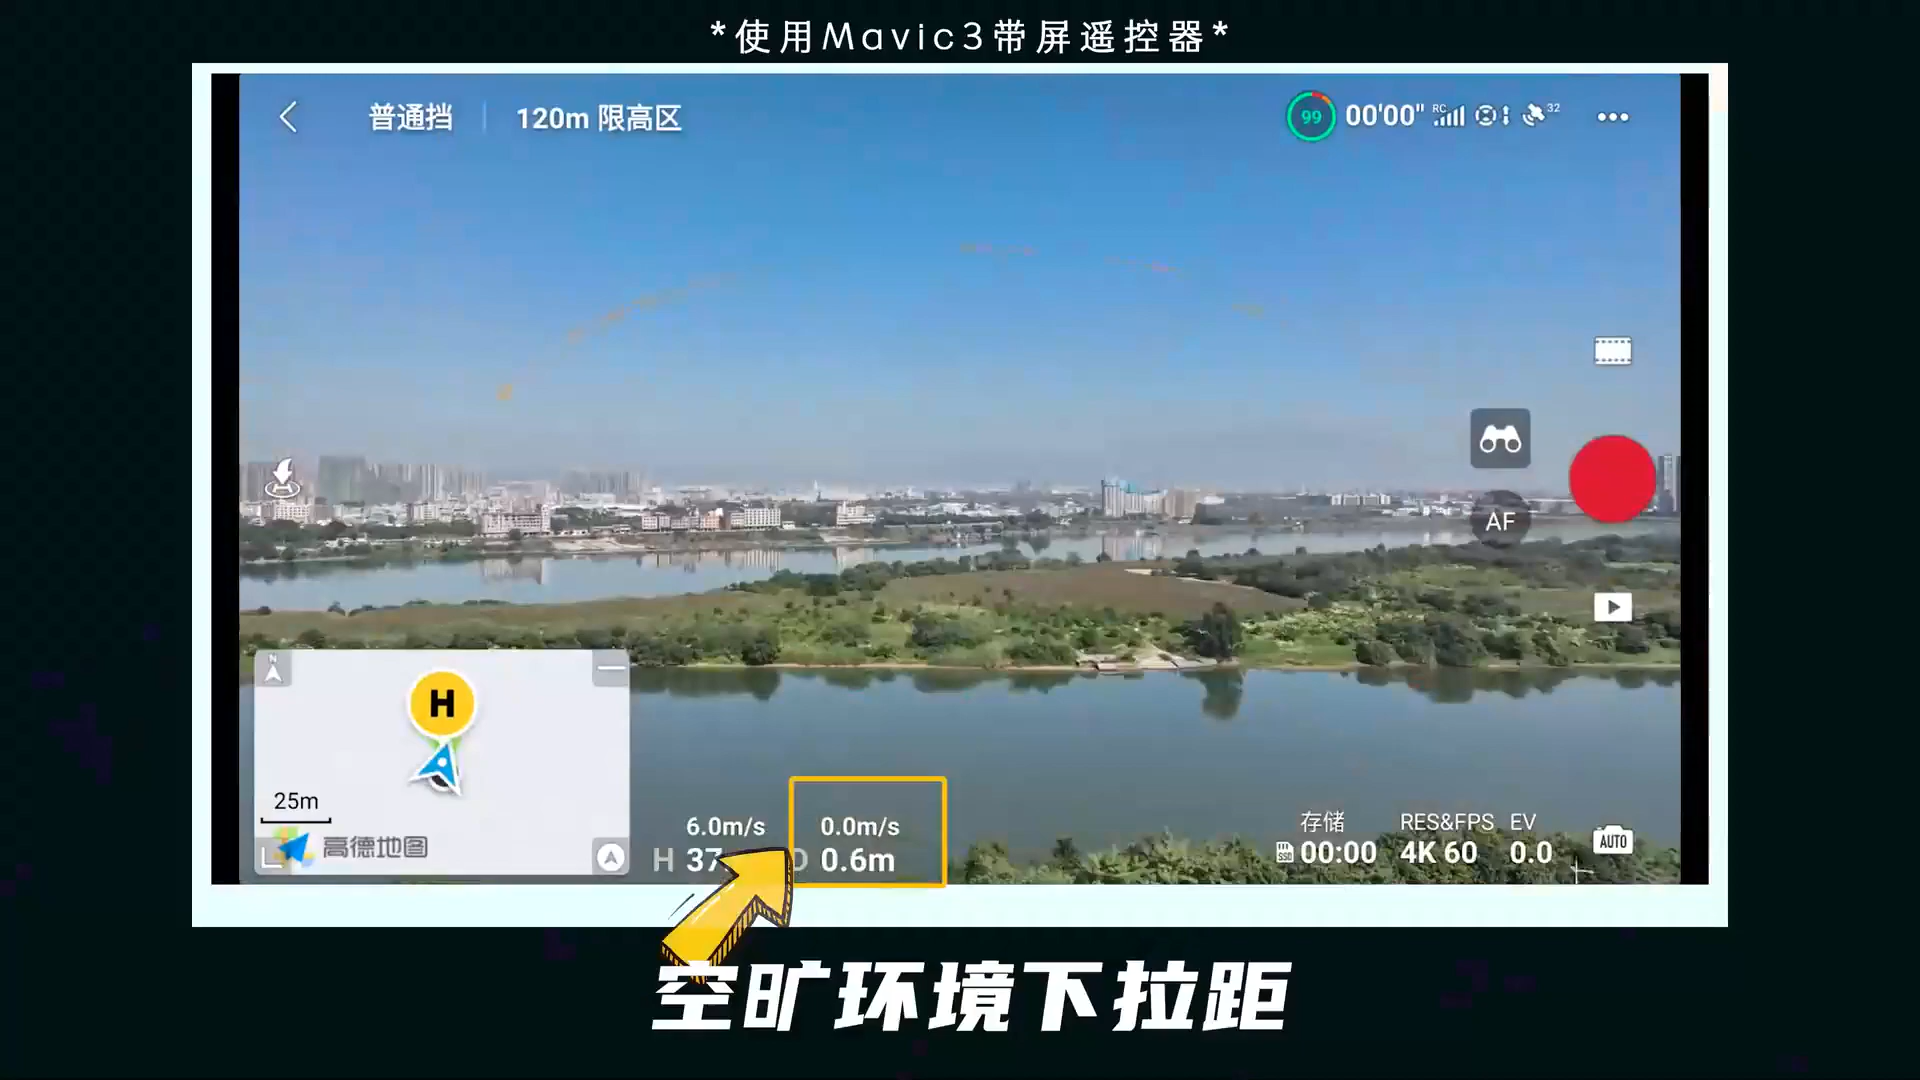 *使用Mavic3带屏遥控器*
普通挡
120m 限高区
99
00'00"
RC
32
AF
N
H
25m
高德地图
6.0m/s
0.0m/s
H 37
D 0.6m
存储
SSD 00:00
RES&FPS
4K 60
EV
0.0
AUTO
空旷环境下拉距